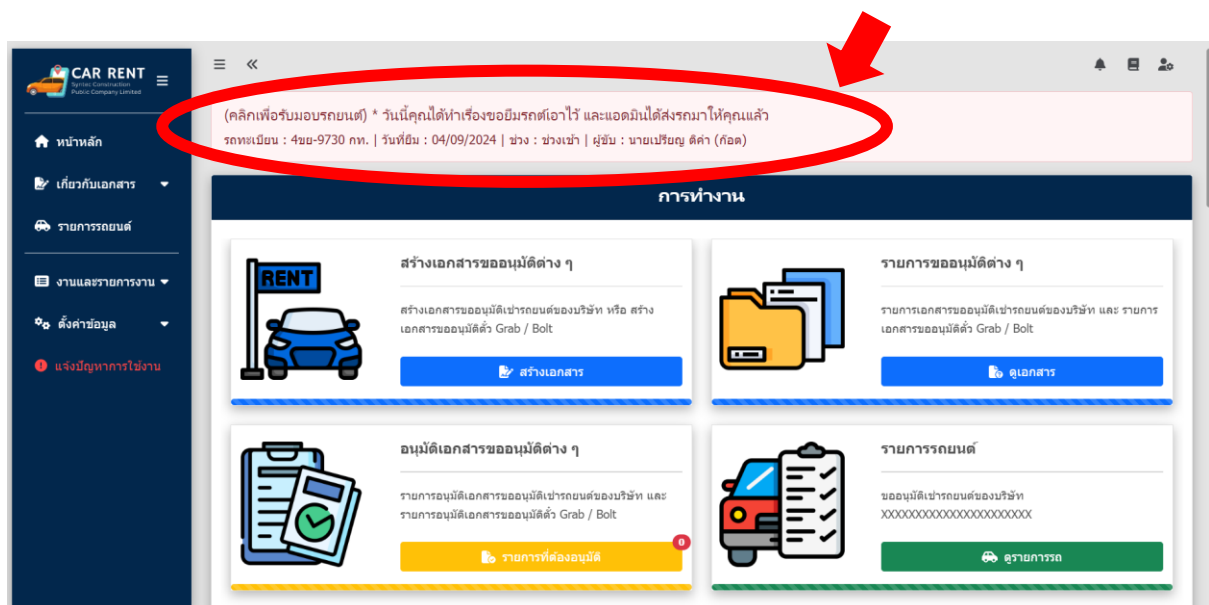 CAR RENT
Syntec Construction
Public Company Limited
(คลิกเพื่อรับมอบรถยนต์) * วันนี้คุณได้ทำเรื่องขอยืมรถต์เอาไว้ และแอดมินได้ส่งรถมาให้คุณแล้ว
รถทะเบียน : 4ขย-9730 กท. | วันที่ยืม : 04/09/2024 | ช่วง : ช่วงเช้า | ผู้ขับ : นายเปรียญ ดีคำ (ก๊อต)
หน้าหลัก
เกี่ยวกับเอกสาร
รายการรถยนต์
งานและรายการงาน
ตั้งค่าข้อมูล
แจ้งปัญหาการใช้งาน
การทำงาน
RENT
สร้างเอกสารขออนุมัติต่าง ๆ
สร้างเอกสารขออนุมัติเช่ารถยนต์ของบริษัท หรือ สร้าง
เอกสารขออนุมัติตั๋ว Grab / Bolt
สร้างเอกสาร
รายการขออนุมัติต่าง ๆ
รายการเอกสารขออนุมัติเช่ารถยนต์ของบริษัท และ รายการ
เอกสารขออนุมัติตั๋ว Grab / Bolt
ดูเอกสาร
อนุมัติเอกสารขออนุมัติต่าง ๆ
รายการอนุมัติเอกสารขออนุมัติเช่ารถยนต์ของบริษัท และ
รายการอนุมัติเอกสารขออนุมัติตั๋ว Grab / Bolt
0
รายการที่ต้องอนุมัติ
รายการรถยนต์
ขออนุมัติเช่ารถยนต์ของบริษัท
XXXXXXXXXXXXXXXXXXXXXXX
ดูรายการรถ